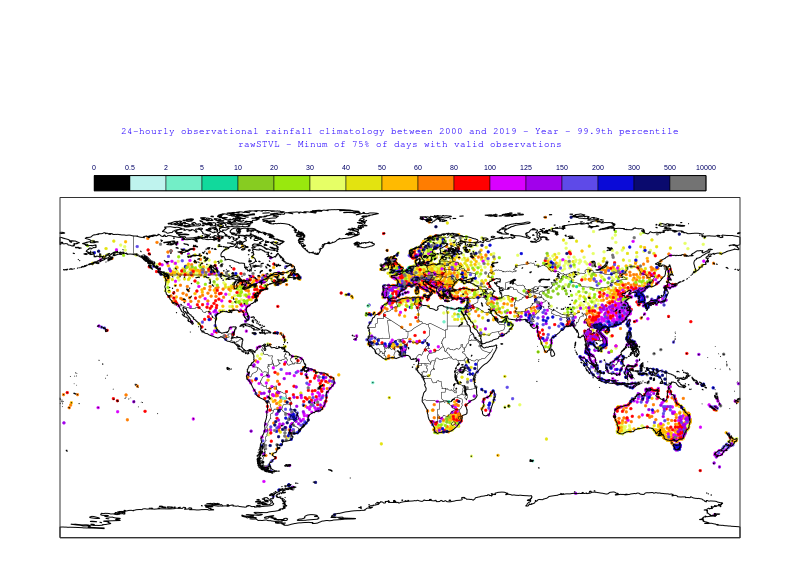 24-hourly observational rainfall climatology between 2000 and 2019 - Year - 99.9th percentile
rawSTVL - Minum of 75% of days with valid observations
0 0.5 2 5 10 20 30 40 60 80 100 125 150 200 300 500 10000